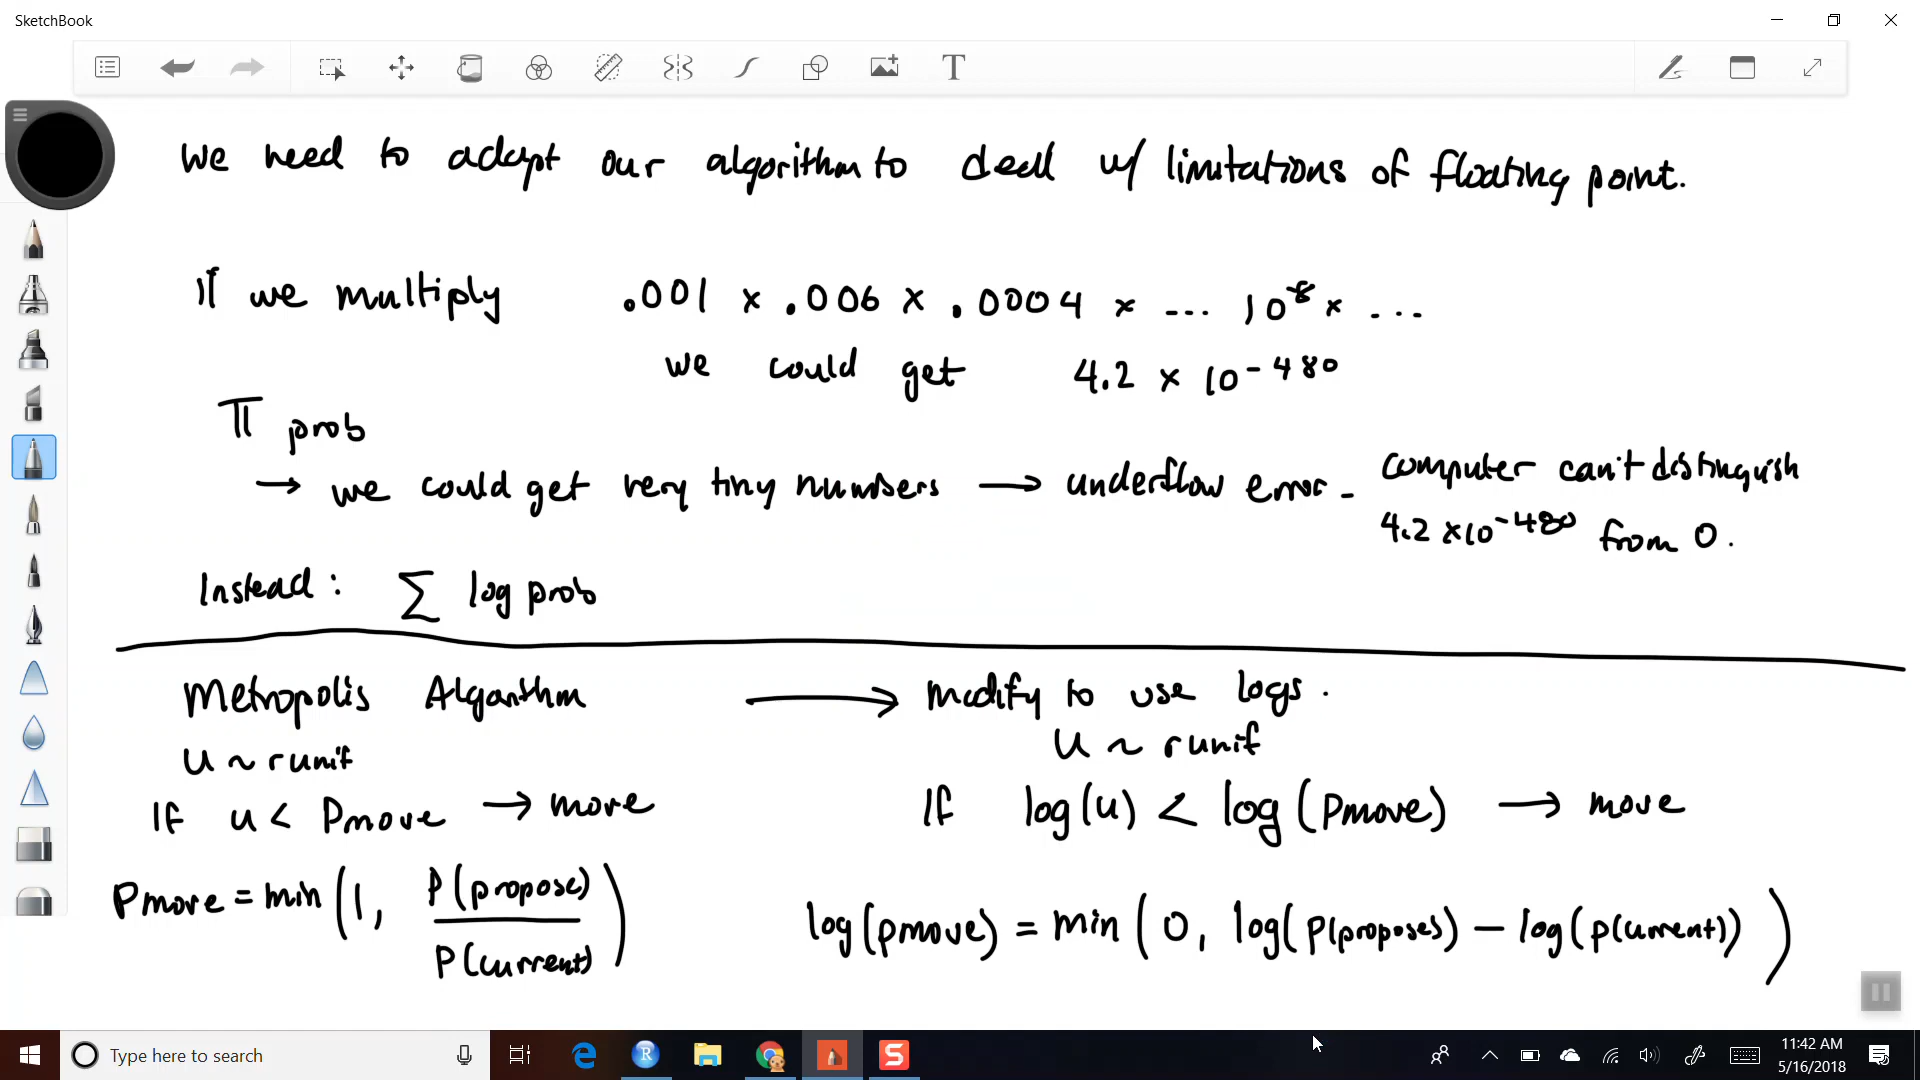 SketchBook
We need to adapt our algorithm to deal w/ limitations of floating point.
If we multiply .001 x .006 x .0004 x ... 10^-8 x ...
we could get 4.2 x 10^-480
Π prob
→ we could get very tiny numbers → underflow error - computer can't distinguish
4.2 x 10^-480 from 0.
Instead: Σ log prob
Metropolis Algorithm → modify to use logs.
u ~ runif
u ~ runif
If u < Pmove → move
If log(u) < log(Pmove) → move
Pmove = min(1, P(propose) / P(current))
log(pmove) = min(0, log(p(proposes) - log(p(current)))
Type here to search
11:42 AM
5/16/2018